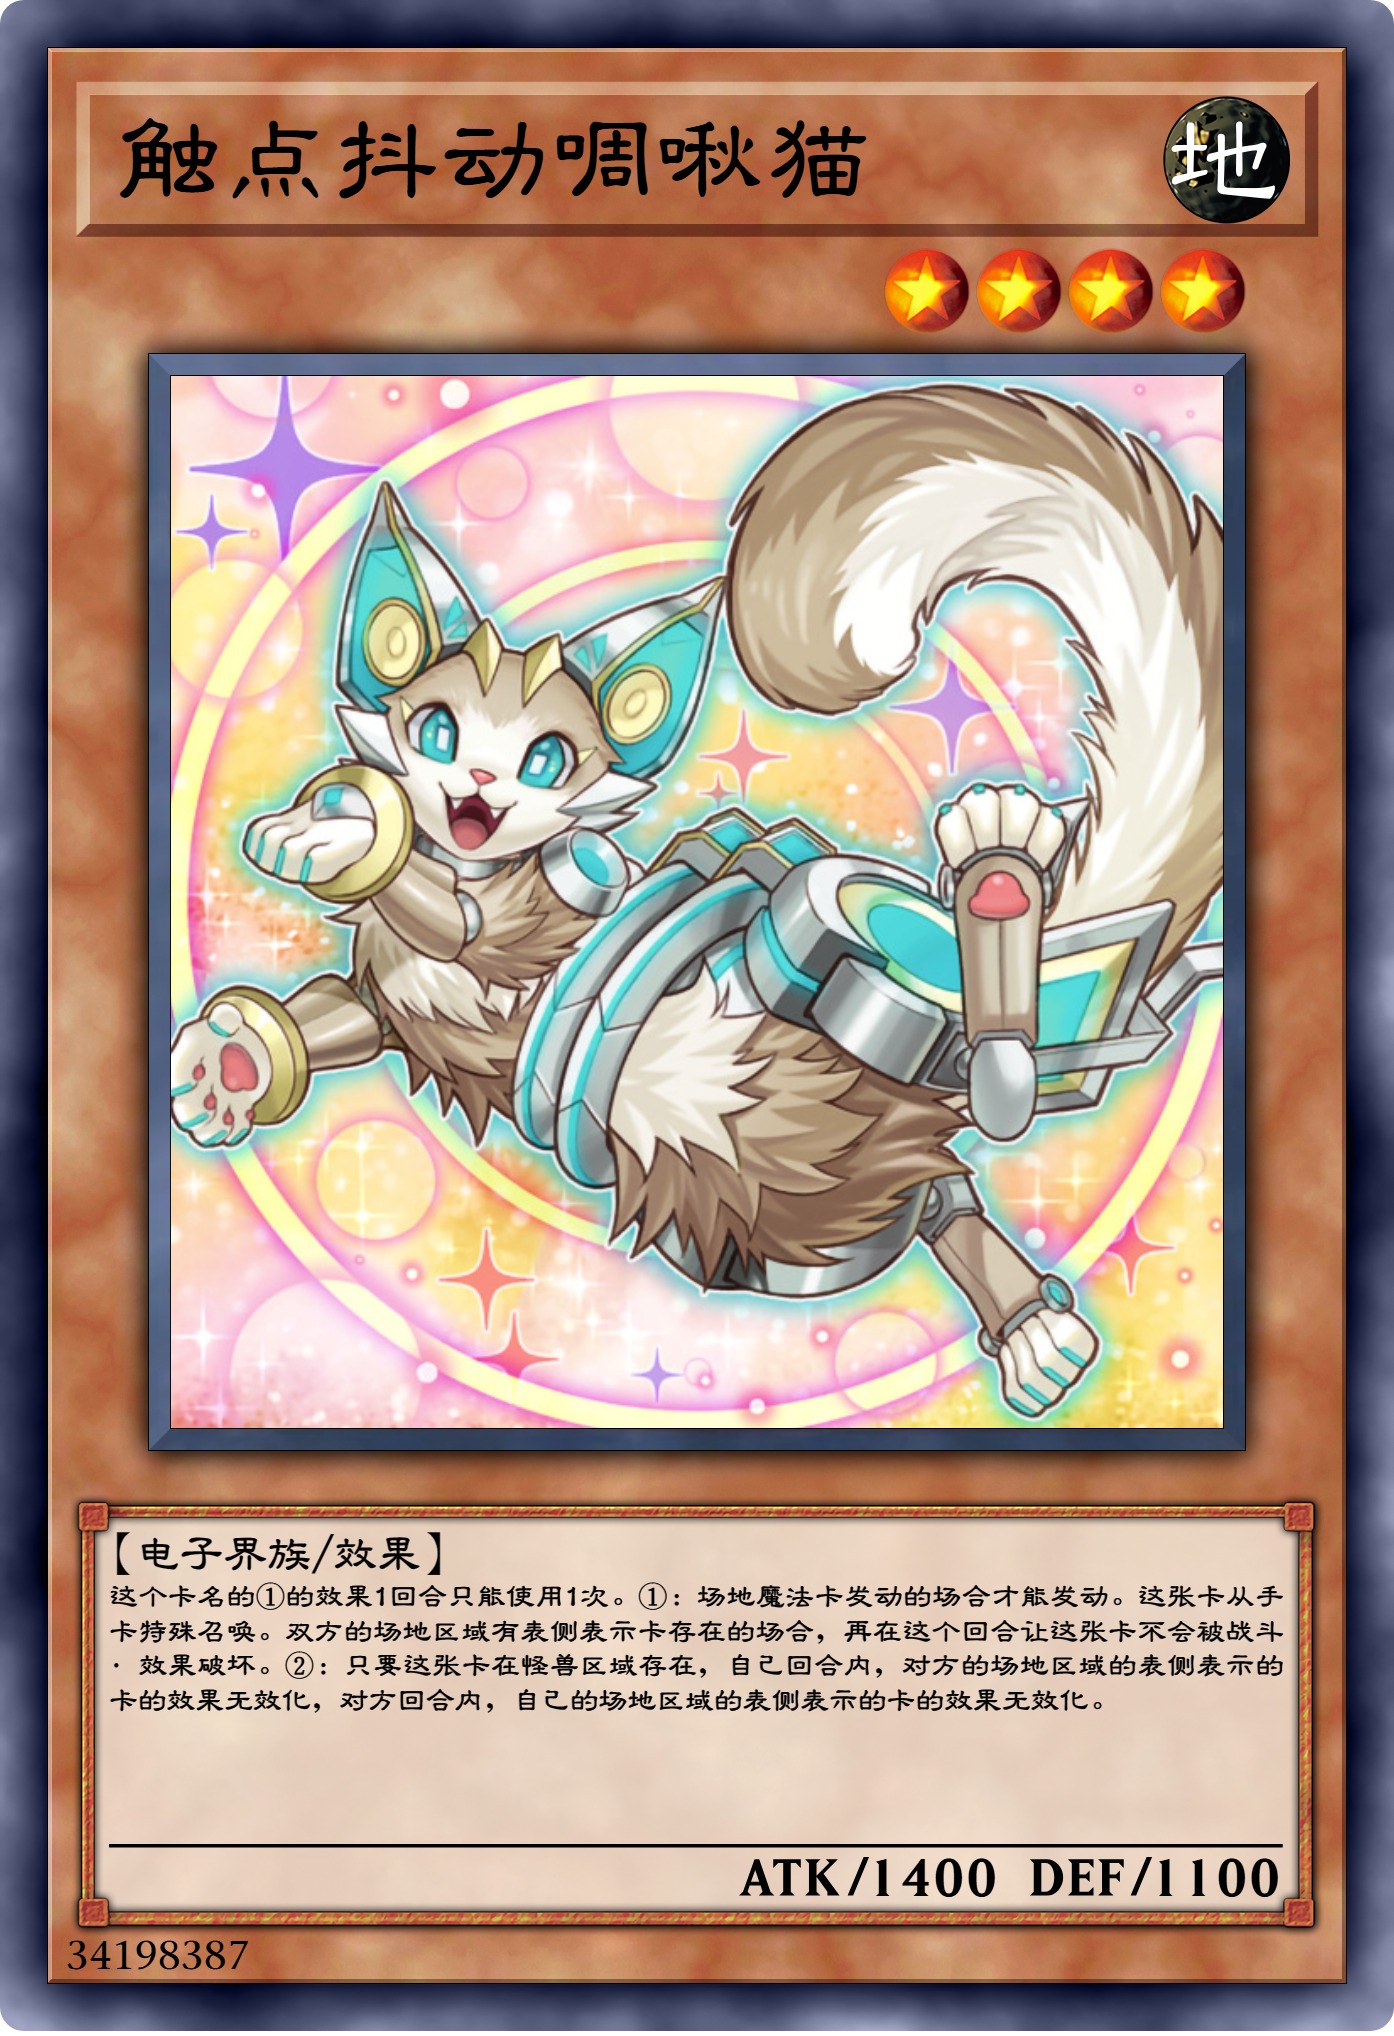 触点抖动啁啾猫
地
【电子界族/效果】
这个卡名的①的效果1回合只能使用1次。①：场地魔法卡发动的场合才能发动。这张卡从手
卡特殊召唤。双方的场地区域有表侧表示卡存在的场合，再在这个回合让这张卡不会被战斗
·效果破坏。②：只要这张卡在怪兽区域存在，自己回合内，对方的场地区域的表侧表示的
卡的效果无效化，对方回合内，自己的场地区域的表侧表示的卡的效果无效化。
ATK/1400 DEF/1100
34198387